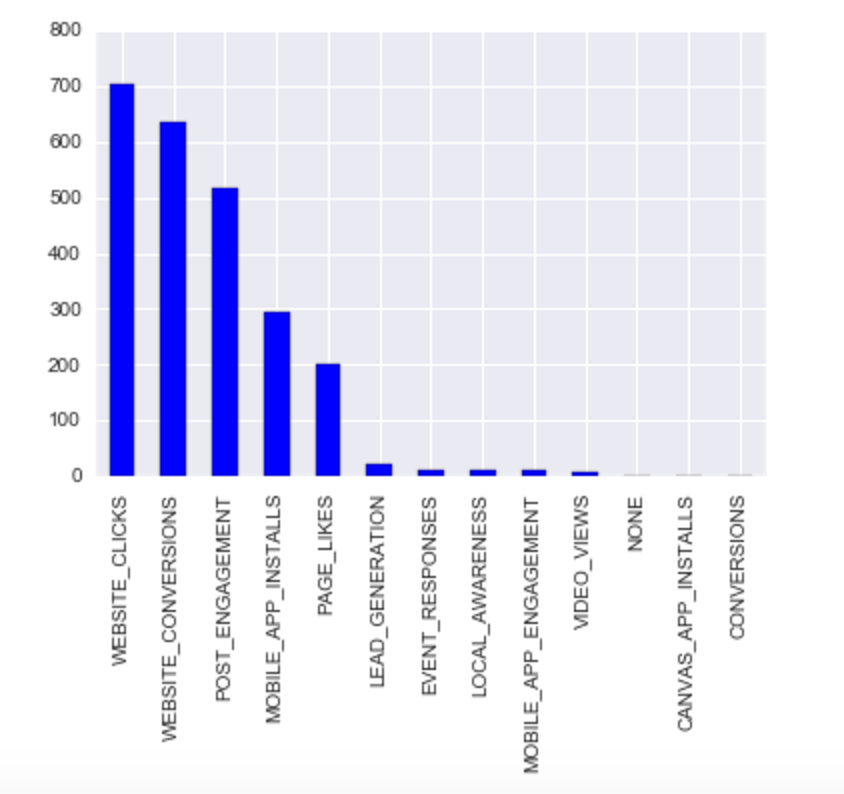 800
700
600
500
400
300
200
100
0
WEBSITE_CLICKS
WEBSITE_CONVERSIONS
POST_ENGAGEMENT
MOBILE_APP_INSTALLS
PAGE_LIKES
LEAD_GENERATION
EVENT_RESPONSES
LOCAL_AWARENESS
MOBILE_APP_ENGAGEMENT
VIDEO_VIEWS
NONE
CANVAS_APP_INSTALLS
CONVERSIONS